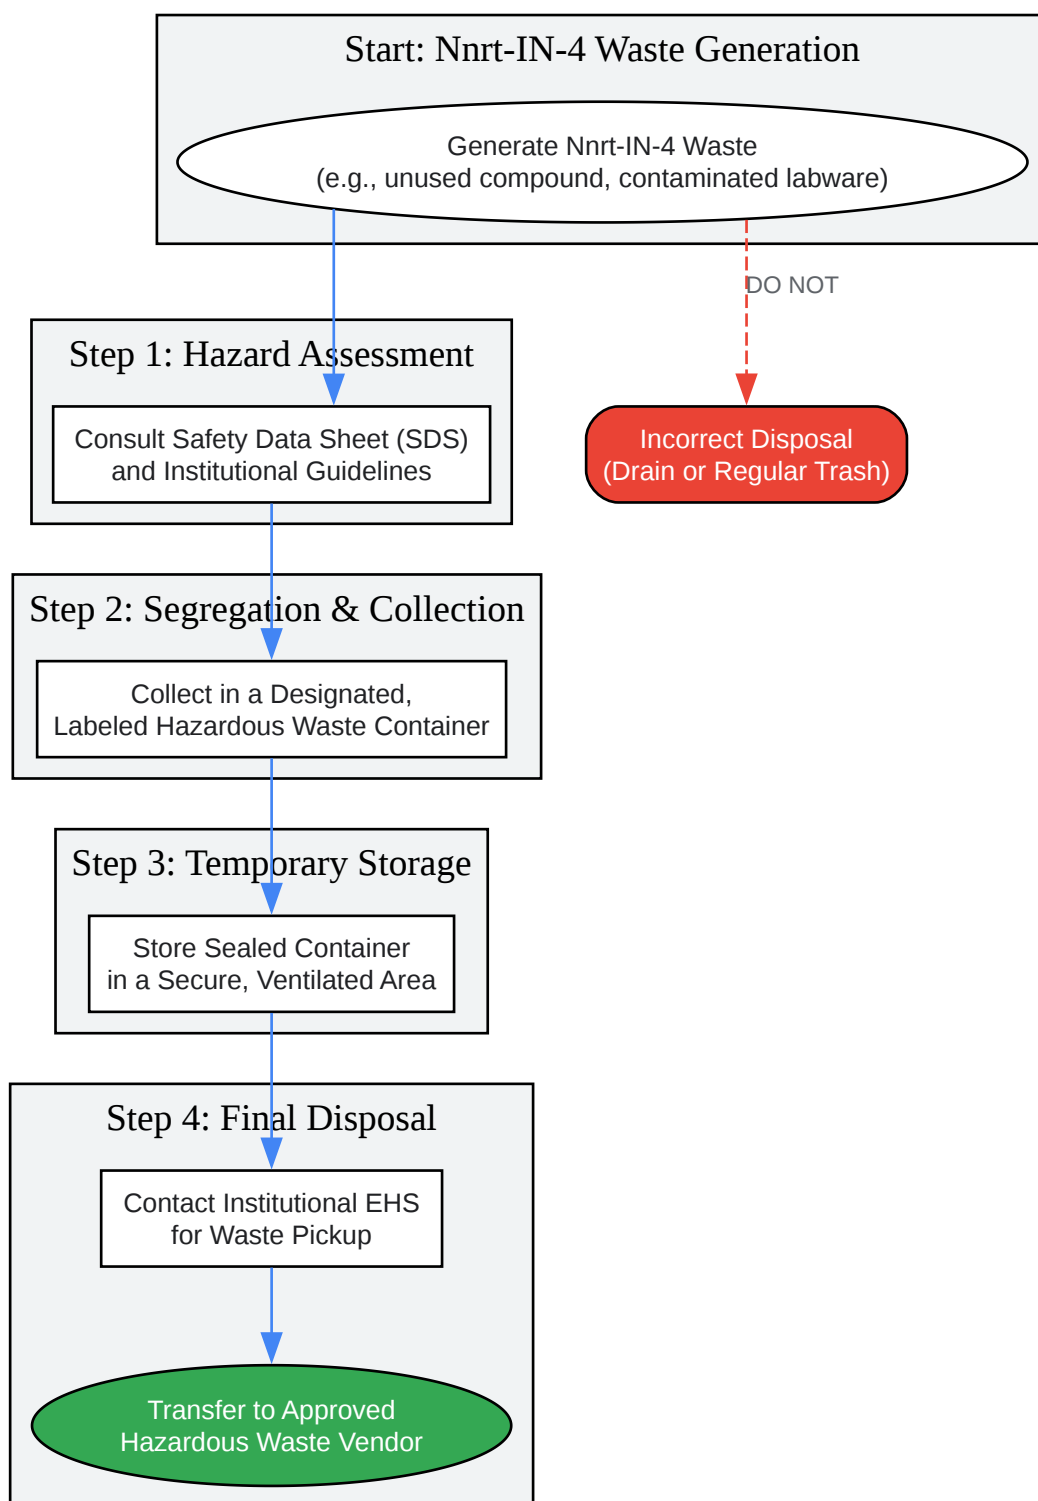 Start: Nnrt-IN-4 Waste Generation
Generate Nnrt-IN-4 Waste
(e.g., unused compound, contaminated labware)
DO NOT
Step 1: Hazard Assessment
Consult Safety Data Sheet (SDS)
and Institutional Guidelines
Incorrect Disposal
(Drain or Regular Trash)
Step 2: Segregation & Collection
Collect in a Designated,
Labeled Hazardous Waste Container
Step 3: Temporary Storage
Store Sealed Container
in a Secure, Ventilated Area
Step 4: Final Disposal
Contact Institutional EHS
for Waste Pickup
Transfer to Approved
Hazardous Waste Vendor